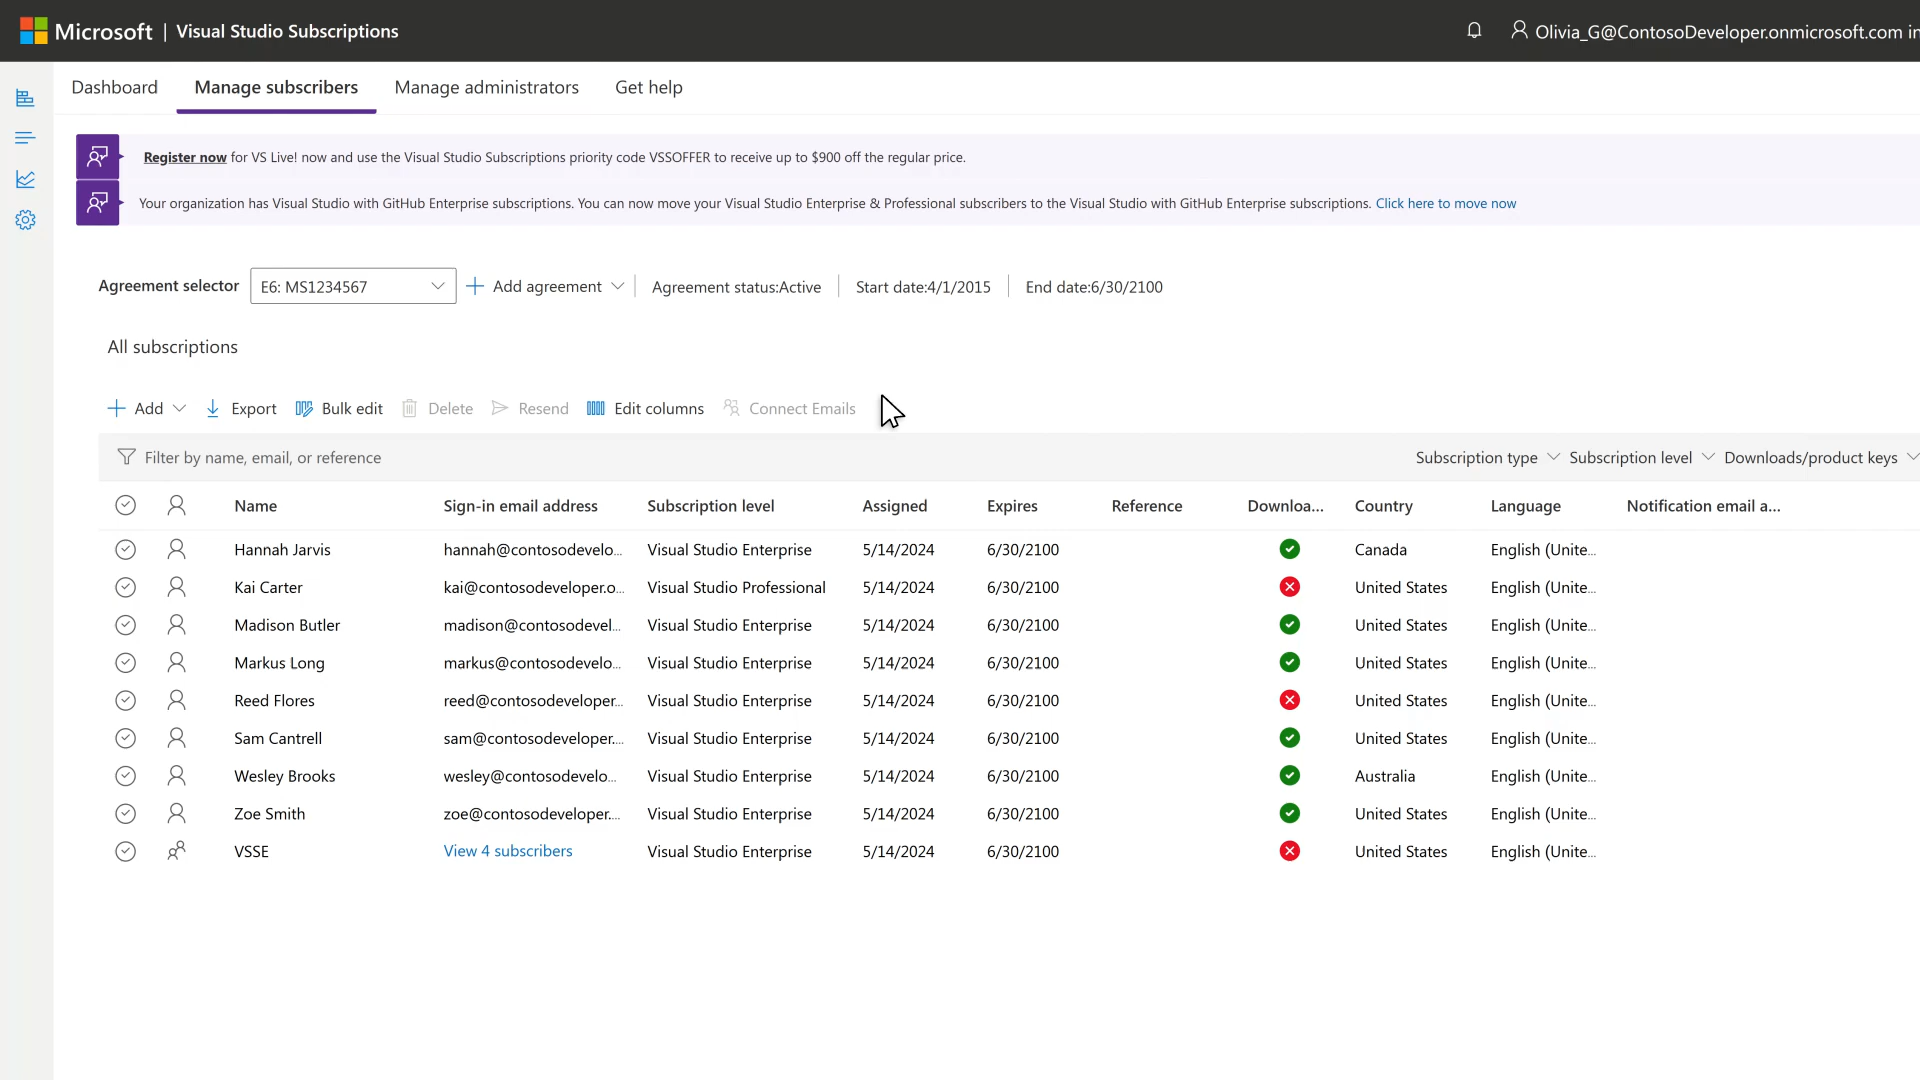 Microsoft | Visual Studio Subscriptions
Olivia_G@ContosoDeveloper.onmicrosoft.com in
Dashboard Manage subscribers Manage administrators Get help
Register now for VS Live! now and use the Visual Studio Subscriptions priority code VSSOFFER to receive up to $900 off the regular price.
Your organization has Visual Studio with GitHub Enterprise subscriptions. You can now move your Visual Studio Enterprise & Professional subscribers to the Visual Studio with GitHub Enterprise subscriptions. Click here to move now
Agreement selector E6: MS1234567 Add agreement Agreement status:Active Start date:4/1/2015 End date:6/30/2100
All subscriptions
Add Export Bulk edit Delete Resend Edit columns Connect Emails
Filter by name, email, or reference Subscription type Subscription level Downloads/product keys
Name Sign-in email address Subscription level Assigned Expires Reference Downloa... Country Language Notification email a...
Hannah Jarvis hannah@contosodevelo... Visual Studio Enterprise 5/14/2024 6/30/2100 Canada English (Unite...
Kai Carter kai@contosodeveloper.o... Visual Studio Professional 5/14/2024 6/30/2100 United States English (Unite...
Madison Butler madison@contosodevel... Visual Studio Enterprise 5/14/2024 6/30/2100 United States English (Unite...
Markus Long markus@contosodevelo... Visual Studio Enterprise 5/14/2024 6/30/2100 United States English (Unite...
Reed Flores reed@contosodeveloper... Visual Studio Enterprise 5/14/2024 6/30/2100 United States English (Unite...
Sam Cantrell sam@contosodeveloper.... Visual Studio Enterprise 5/14/2024 6/30/2100 United States English (Unite...
Wesley Brooks wesley@contosodevelo... Visual Studio Enterprise 5/14/2024 6/30/2100 Australia English (Unite...
Zoe Smith zoe@contosodeveloper.... Visual Studio Enterprise 5/14/2024 6/30/2100 United States English (Unite...
VSSE View 4 subscribers Visual Studio Enterprise 5/14/2024 6/30/2100 United States English (Unite...